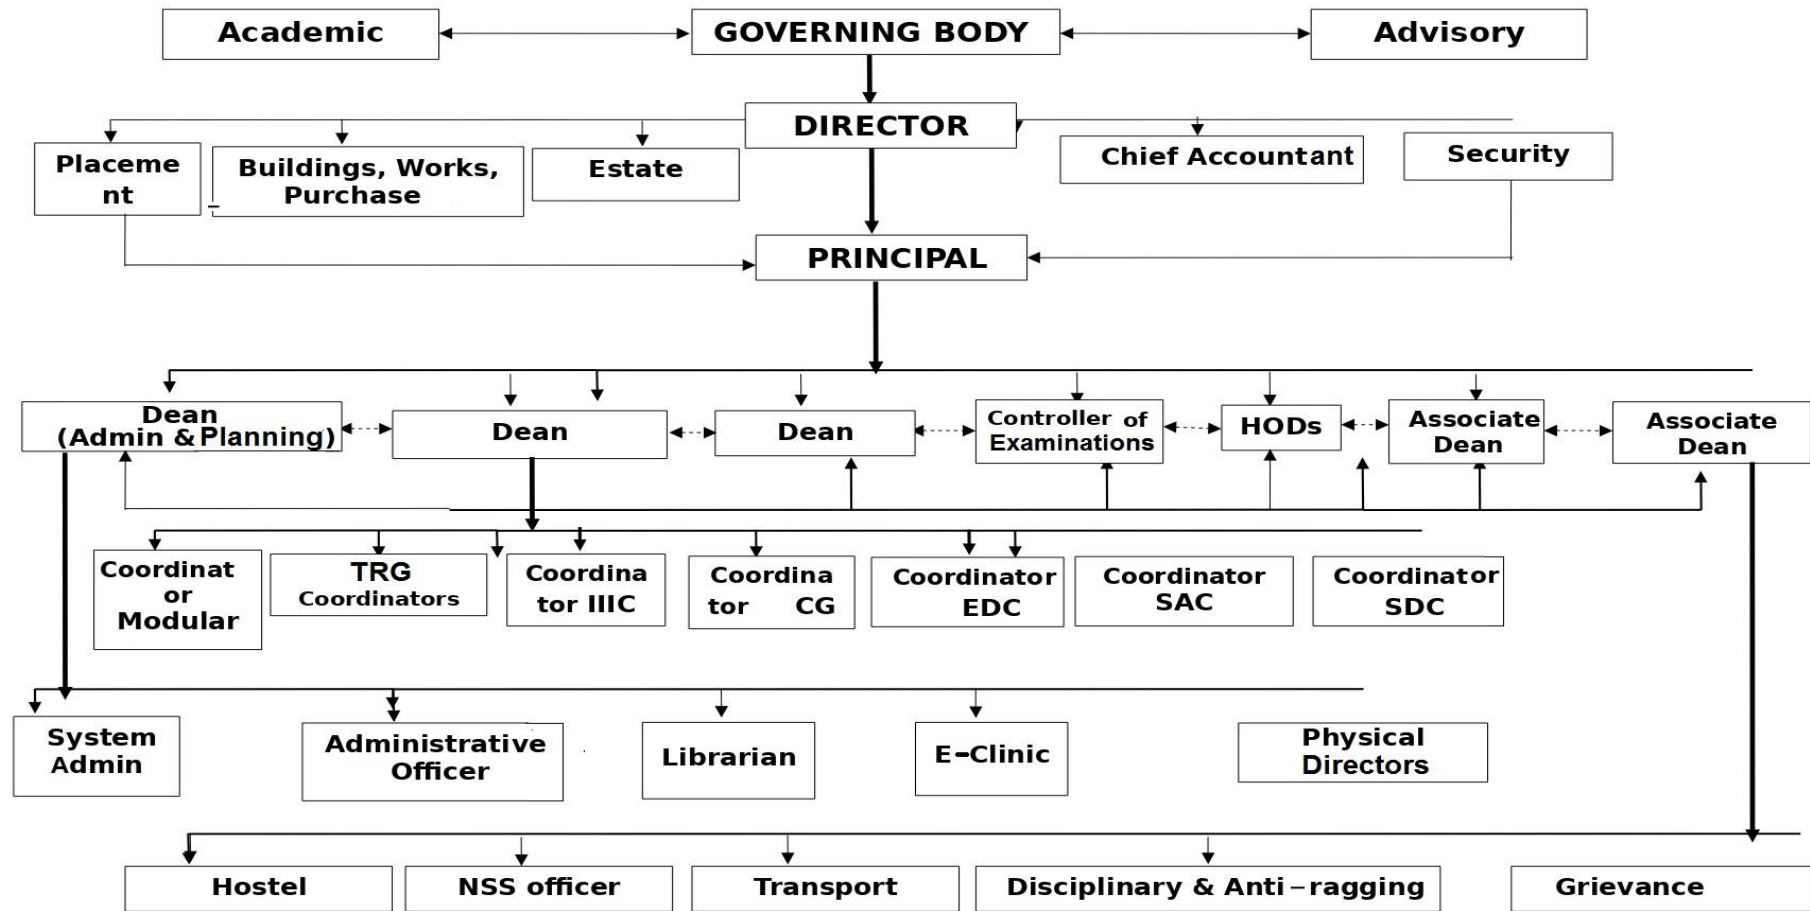 Academic
GOVERNING BODY
Advisory
DIRECTOR
Placeme
nt
Buildings, Works,
Purchase
Estate
Chief Accountant
Security
PRINCIPAL
Dean
(Admin & Planning)
Dean
Dean
Controller of
Examinations
HODs
Associate
Dean
Associate
Dean
Coordinat
or
Modular
TRG
Coordinators
Coordina
tor IIIC
Coordina
tor CG
Coordinator
EDC
Coordinator
SAC
Coordinator
SDC
System
Admin
Administrative
Officer
Librarian
E-Clinic
Physical
Directors
Hostel
NSS officer
Transport
Disciplinary & Anti-ragging
Grievance